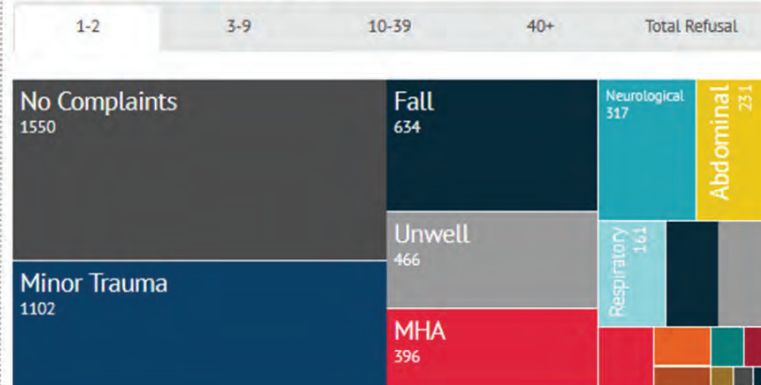 1-2
3-9
10-39
40+
Total Refusal
No Complaints
1550
Minor Trauma
1102
Fall
634
Unwell
466
MHA
396
Neurological
317
Abdominal
231
Respiratory
161